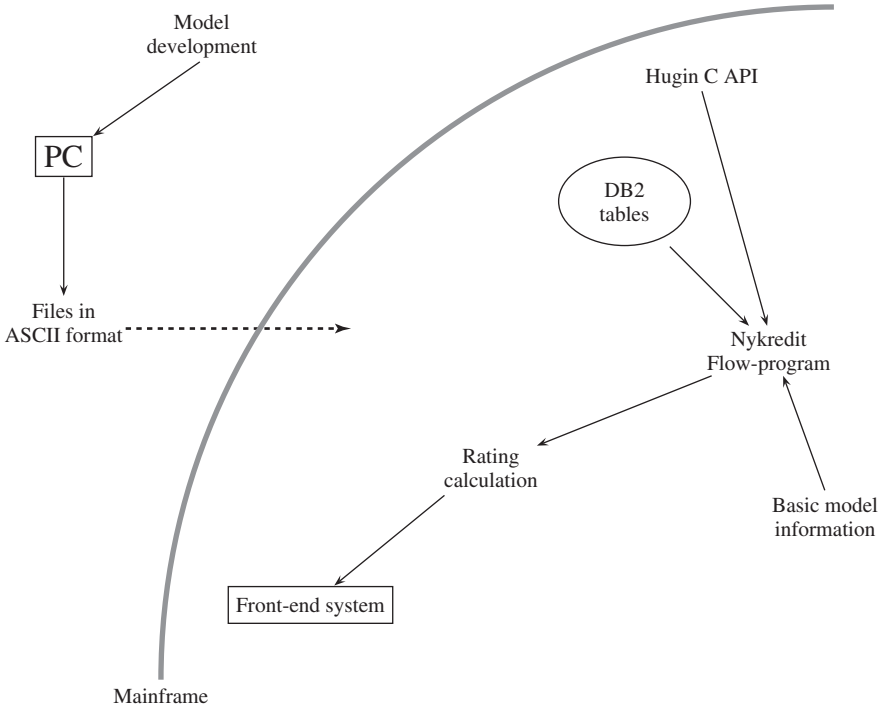 Model
development
Hugin C API
PC
DB2
tables
Files in
ASCII format
Nykredit
Flow-program
Rating
calculation
Basic model
information
Front-end system
Mainframe